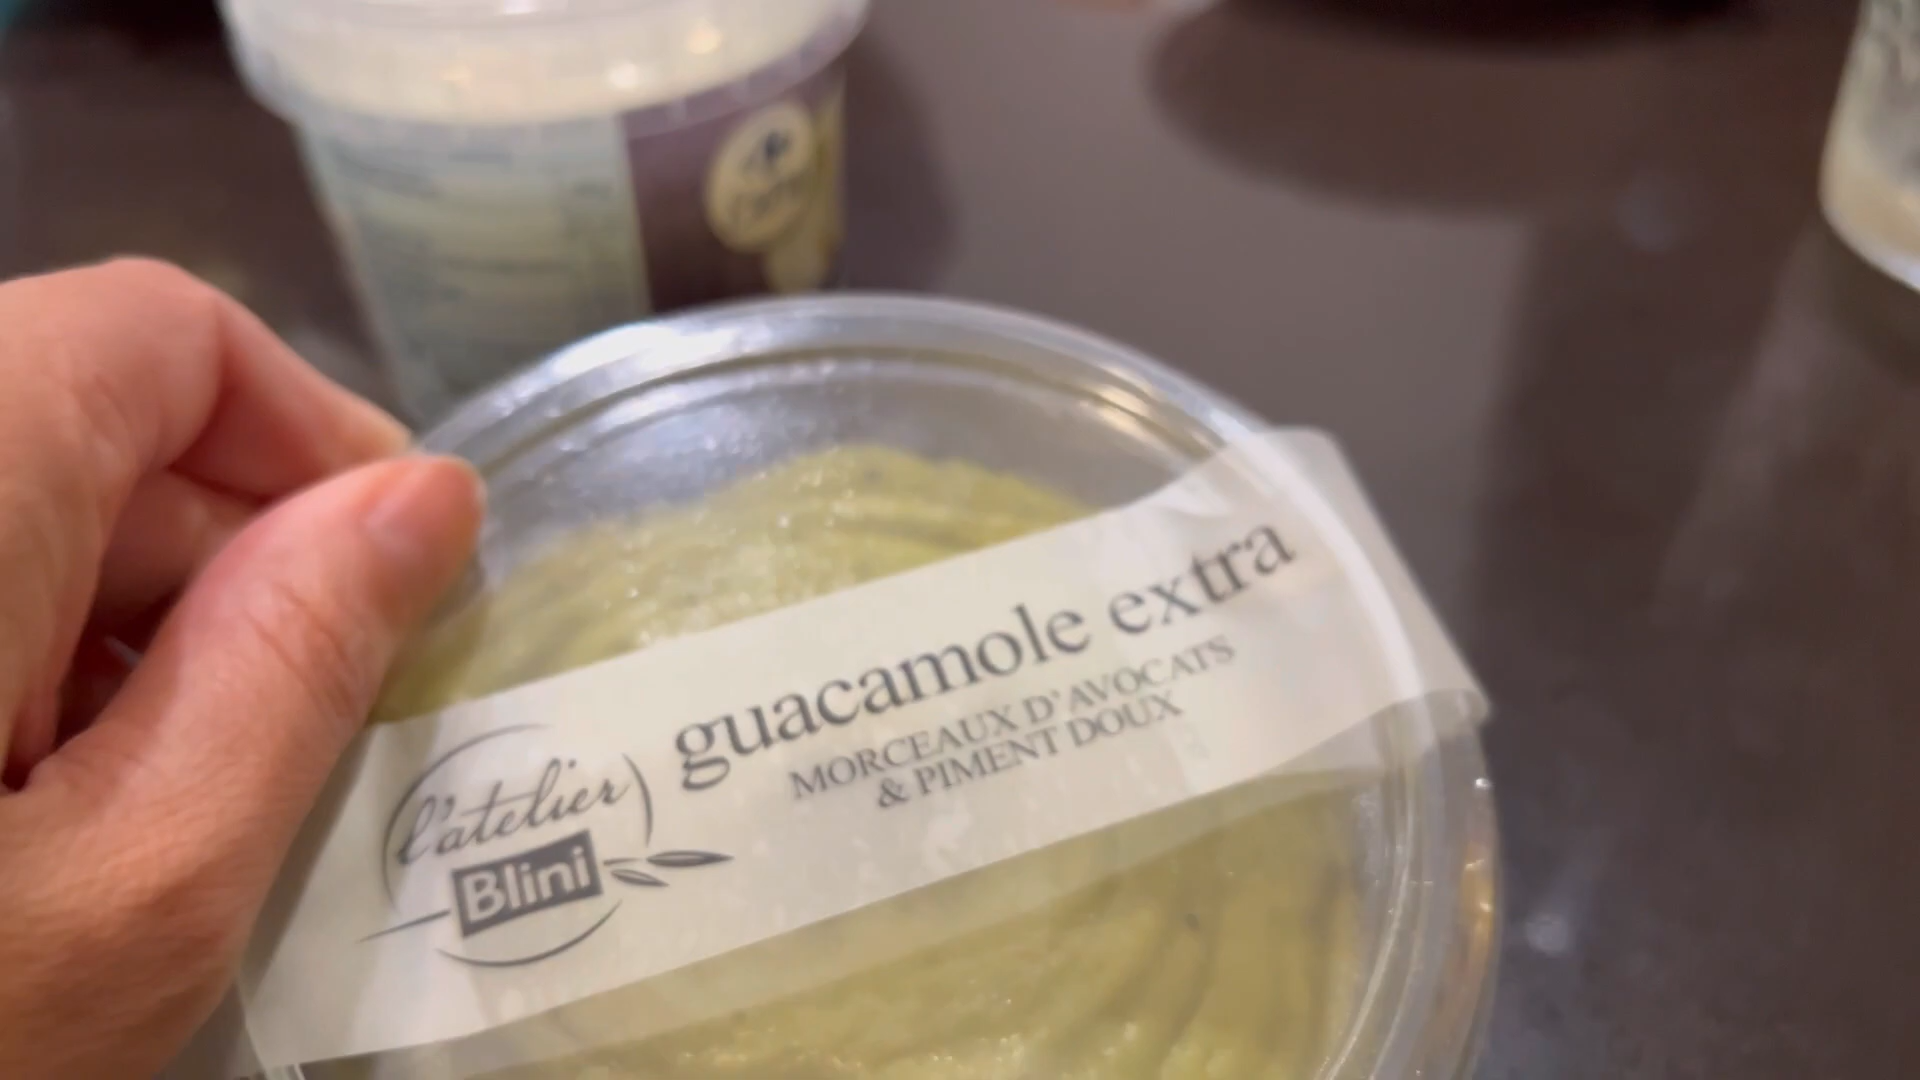 guacamole extra
MORCEAUX D'AVOCATS
& PIMENT DOUX
l'atelier
Blini